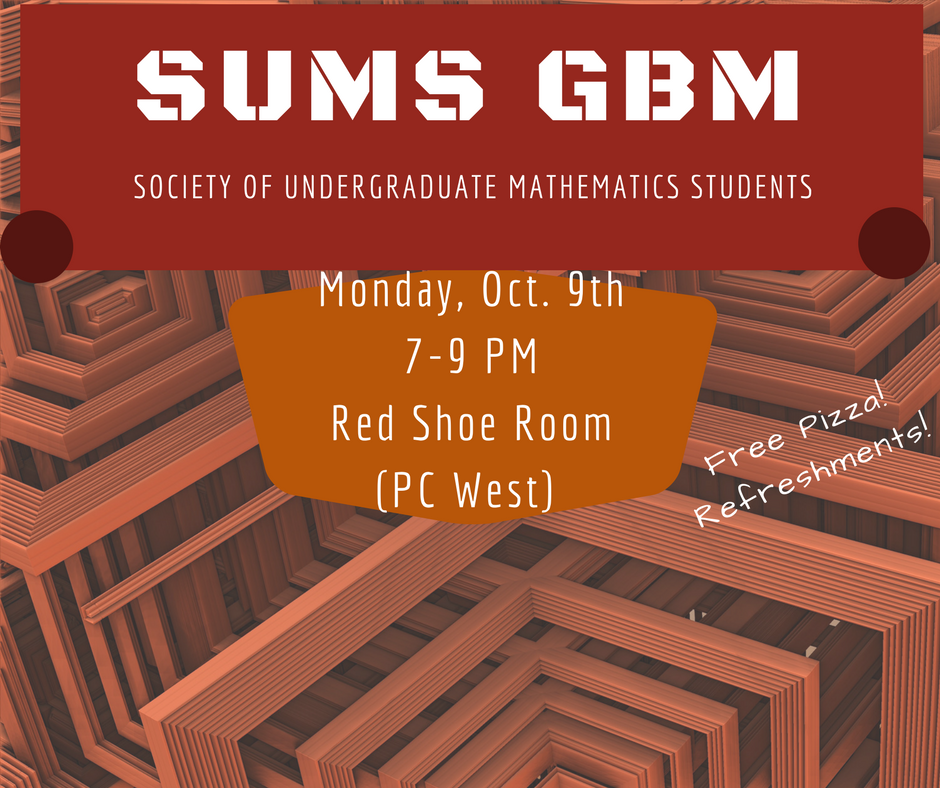 SUMS GBM
SOCIETY OF UNDERGRADUATE MATHEMATICS STUDENTS
Monday, Oct. 9th
7-9 PM
Red Shoe Room
(PC West)
Free Pizza!
Refreshments!